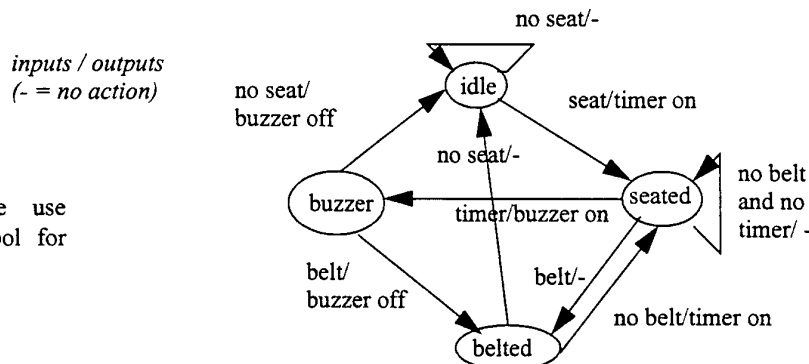 no seat/-
inputs / outputs
(- = no action)
idle
no seat/
buzzer off
seat/timer on
no seat/-
e use
ool for
buzzer
timer/buzzer on
seated
no belt
and no
timer/ -
belt/
buzzer off
belt/-
no belt/timer on
belted